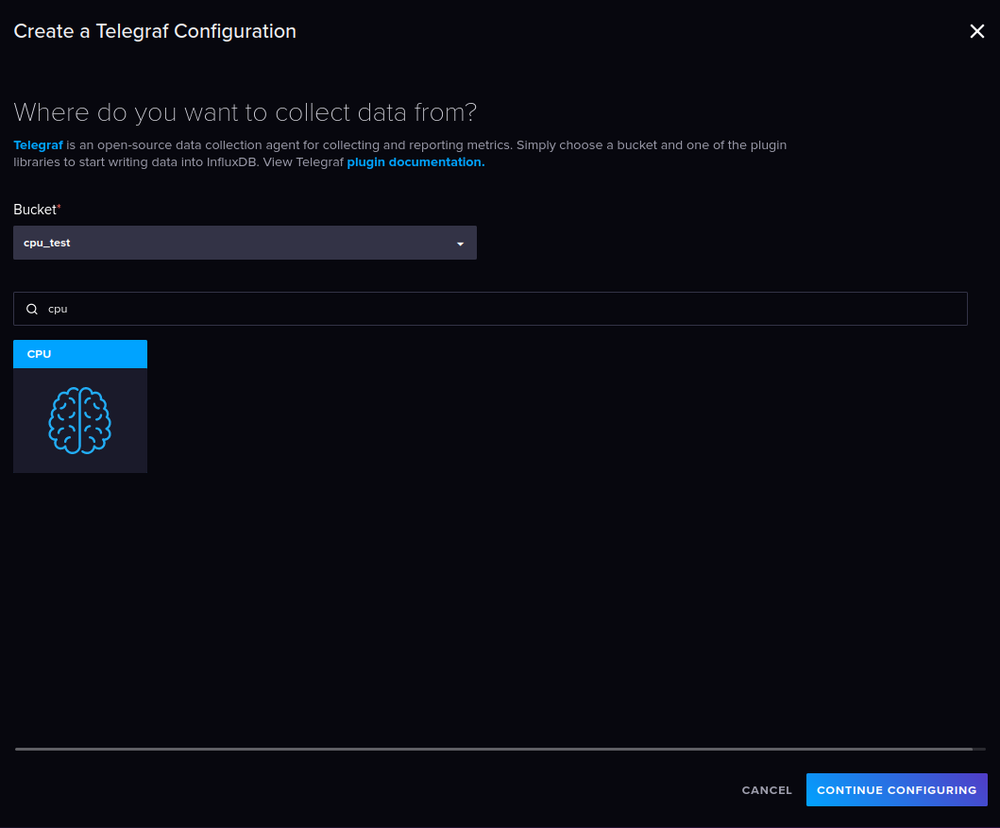 Create a Telegraf Configuration
Where do you want to collect data from?
Telegraf is an open-source data collection agent for collecting and reporting metrics. Simply choose a bucket and one of the plugin
libraries to start writing data into InfluxDB. View Telegraf plugin documentation.
Bucket*
cpu_test
cpu
CPU
CANCEL
CONTINUE CONFIGURING